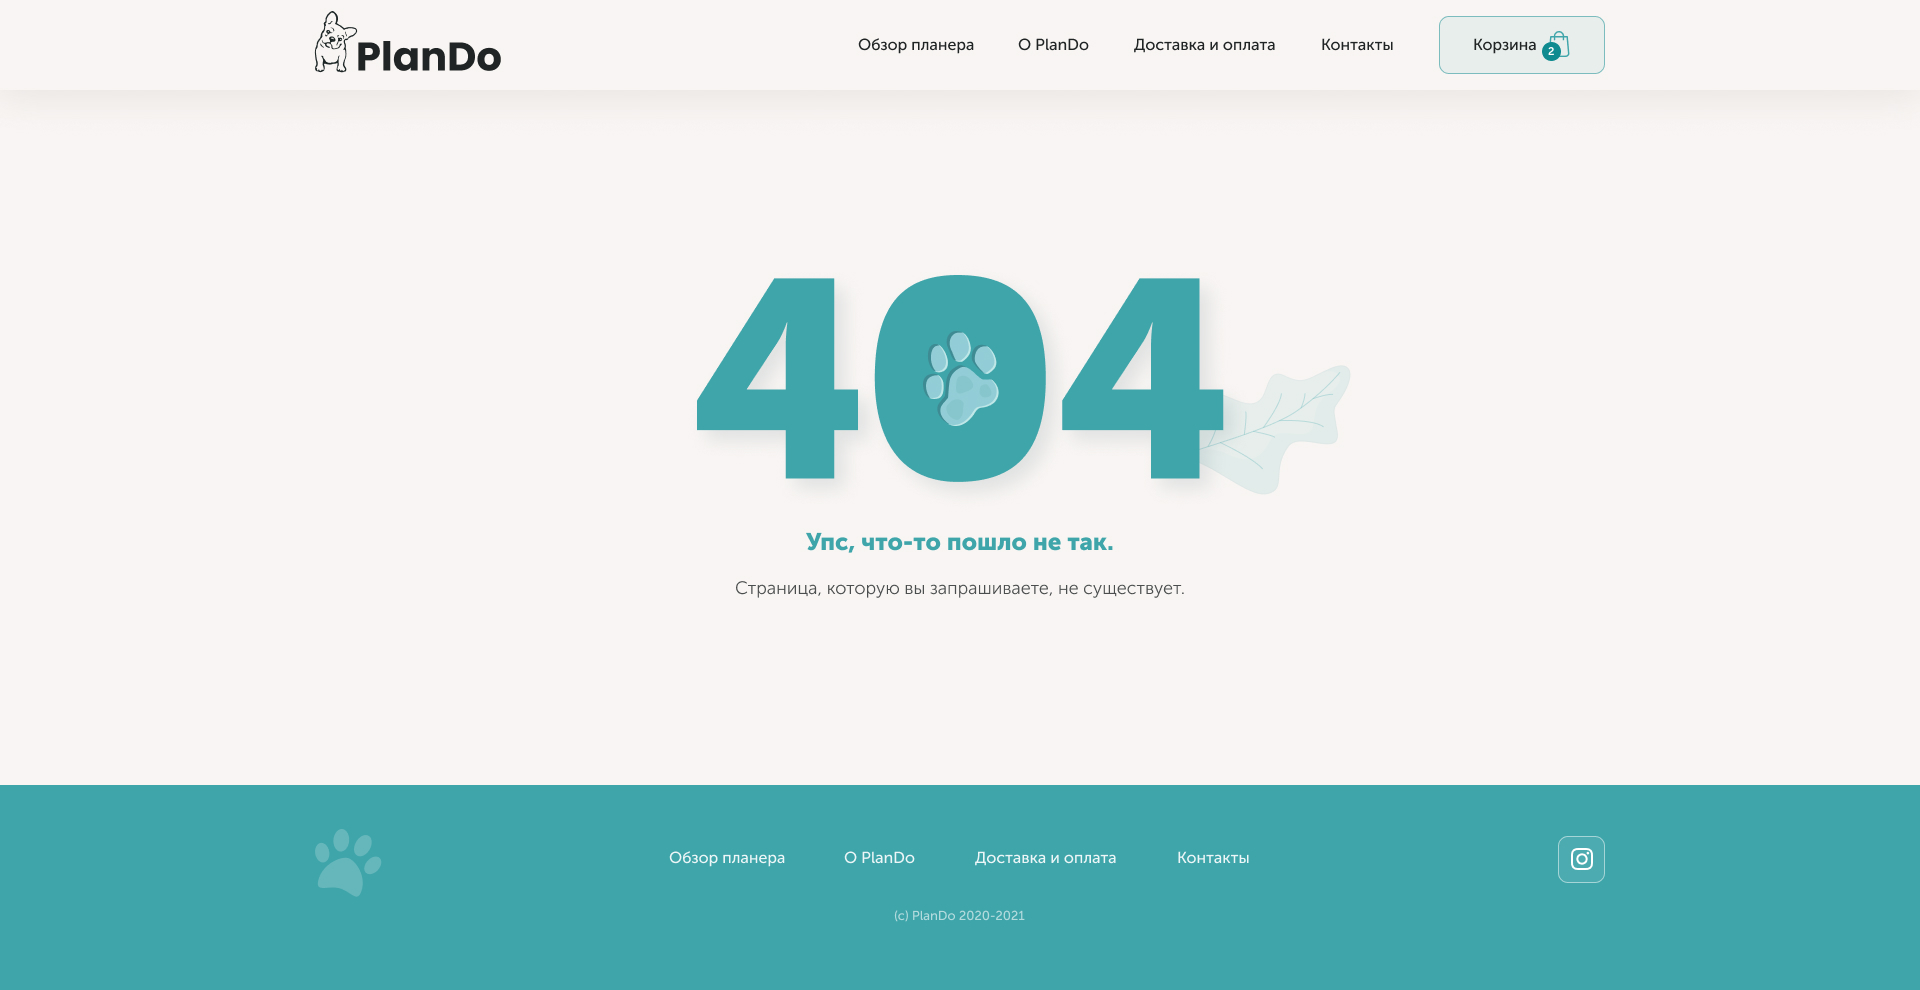 PlanDo
Обзор планера
О PlanDo
Доставка и оплата
Контакты
Корзина
2
404
Упс, что-то пошло не так.
Страница, которую вы запрашиваете, не существует.
Обзор планера
О PlanDo
Доставка и оплата
Контакты
(c) PlanDo 2020-2021